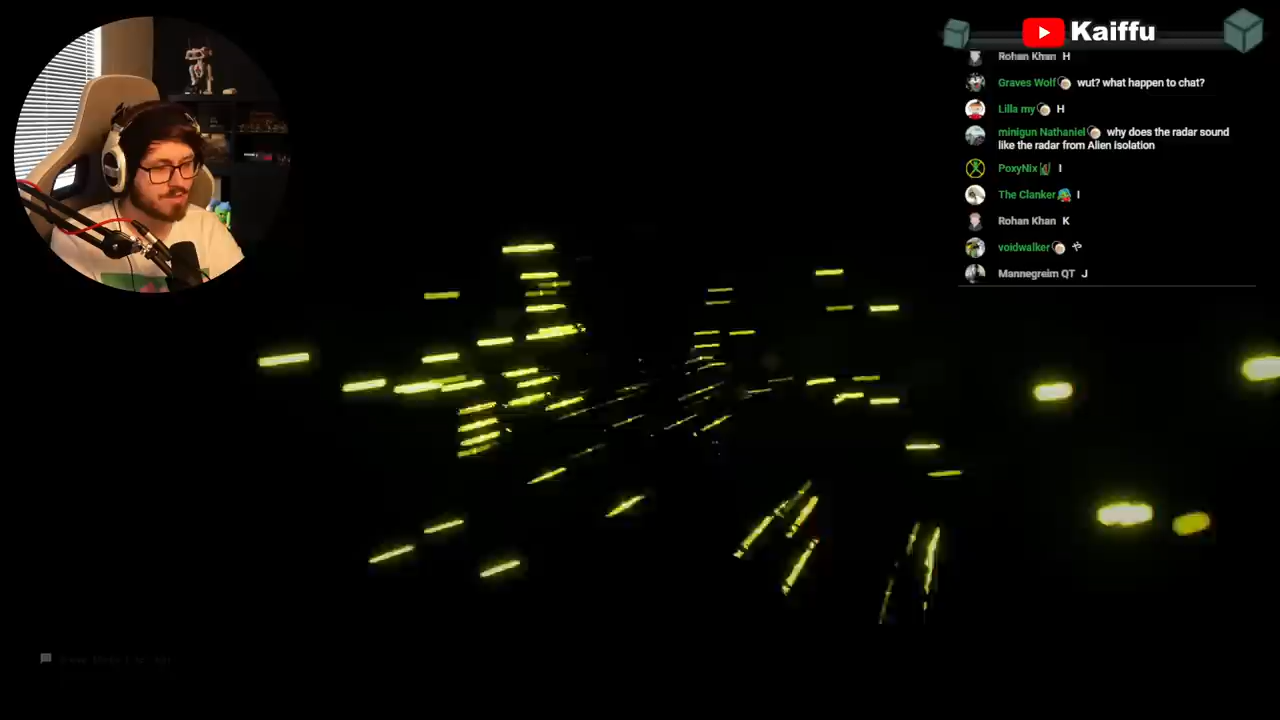 Kaiffu
Rohan Khan H
Graves Wolf wut? what happen to chat?
Lilla my H
minigun Nathaniel why does the radar sound
like the radar from Alien isolation
PoxyNix I
The Clanker I
Rohan Khan K
voidwalker
Mannegreim QT J